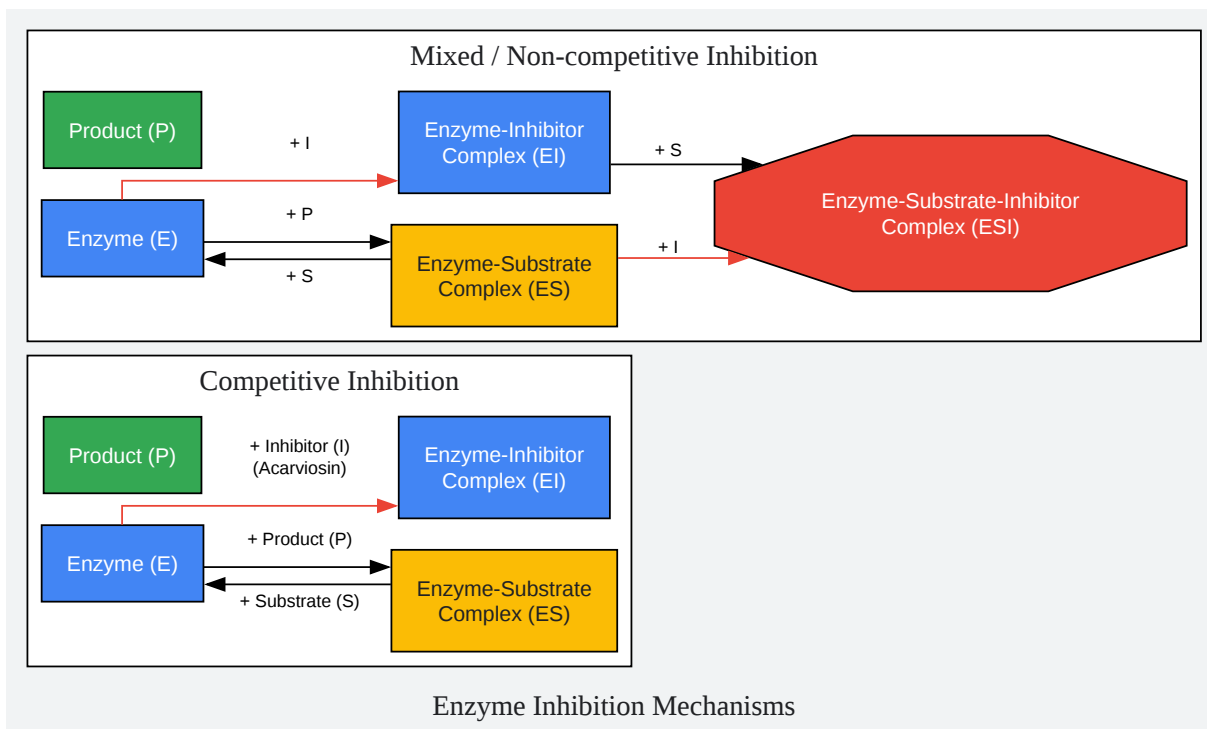 Mixed / Non-competitive Inhibition
Product (P)
+ I
Enzyme-Inhibitor
Complex (EI)
+ S
Enzyme-Substrate-Inhibitor
Complex (ESI)
Enzyme (E)
+ P
+ S
Enzyme-Substrate
Complex (ES)
+ I
Competitive Inhibition
Product (P)
+ Inhibitor (I)
(Acarviosin)
Enzyme-Inhibitor
Complex (EI)
Enzyme (E)
+ Product (P)
+ Substrate (S)
Enzyme-Substrate
Complex (ES)
Enzyme Inhibition Mechanisms